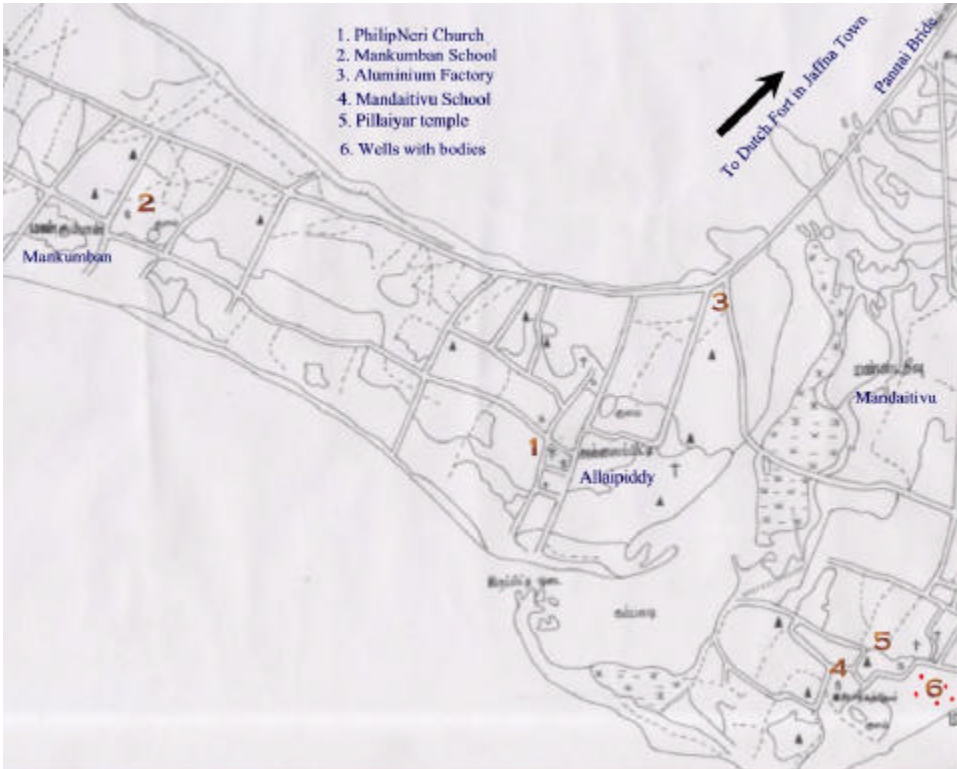 1. PhilipNeri Church
2. Mankumban School
3. Aluminium Factory
4. Mandaitivu School
5. Pillaiyar temple
6. Wells with bodies
To Dutch Fort in Jaffna Town
Pannai Bride
2
Mankumban
3
Mandaitivu
1
Allaipiddy
5
4
6